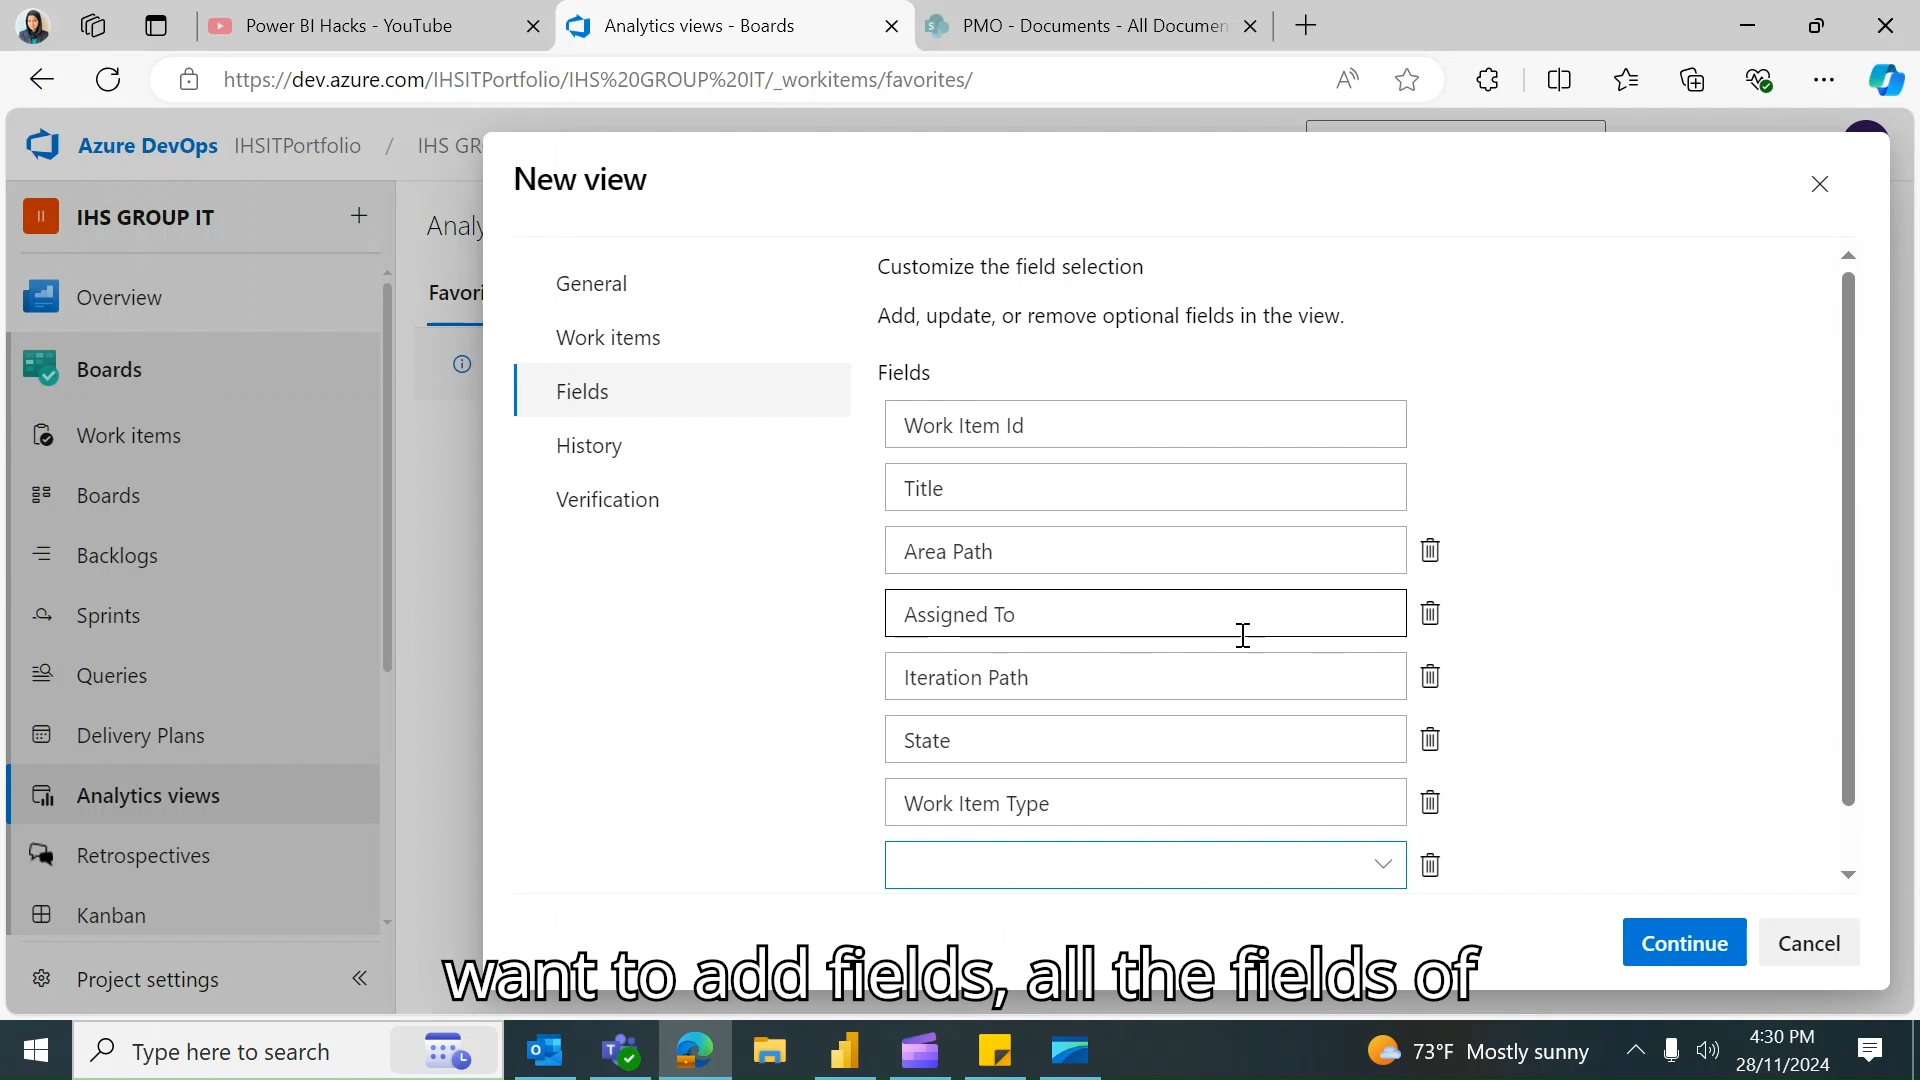 Power BI Hacks - YouTube
Analytics views - Boards
PMO - Documents - All Documen
https://dev.azure.com/IHSITPortfolio/IHS%20GROUP%20IT/_workitems/favorites/
Azure DevOps IHSITPortfolio / IHS GR
II IHS GROUP IT
Overview
Boards
Work items
Boards
Backlogs
Sprints
Queries
Delivery Plans
Analytics views
Retrospectives
Kanban
Project settings
Analy
Favori
New view
General
Work items
Fields
History
Verification
Customize the field selection
Add, update, or remove optional fields in the view.
Fields
Work Item Id
Title
Area Path
Assigned To
Iteration Path
State
Work Item Type
Continue Cancel
want to add fields, all the fields of
Type here to search
73°F Mostly sunny
4:30 PM
28/11/2024